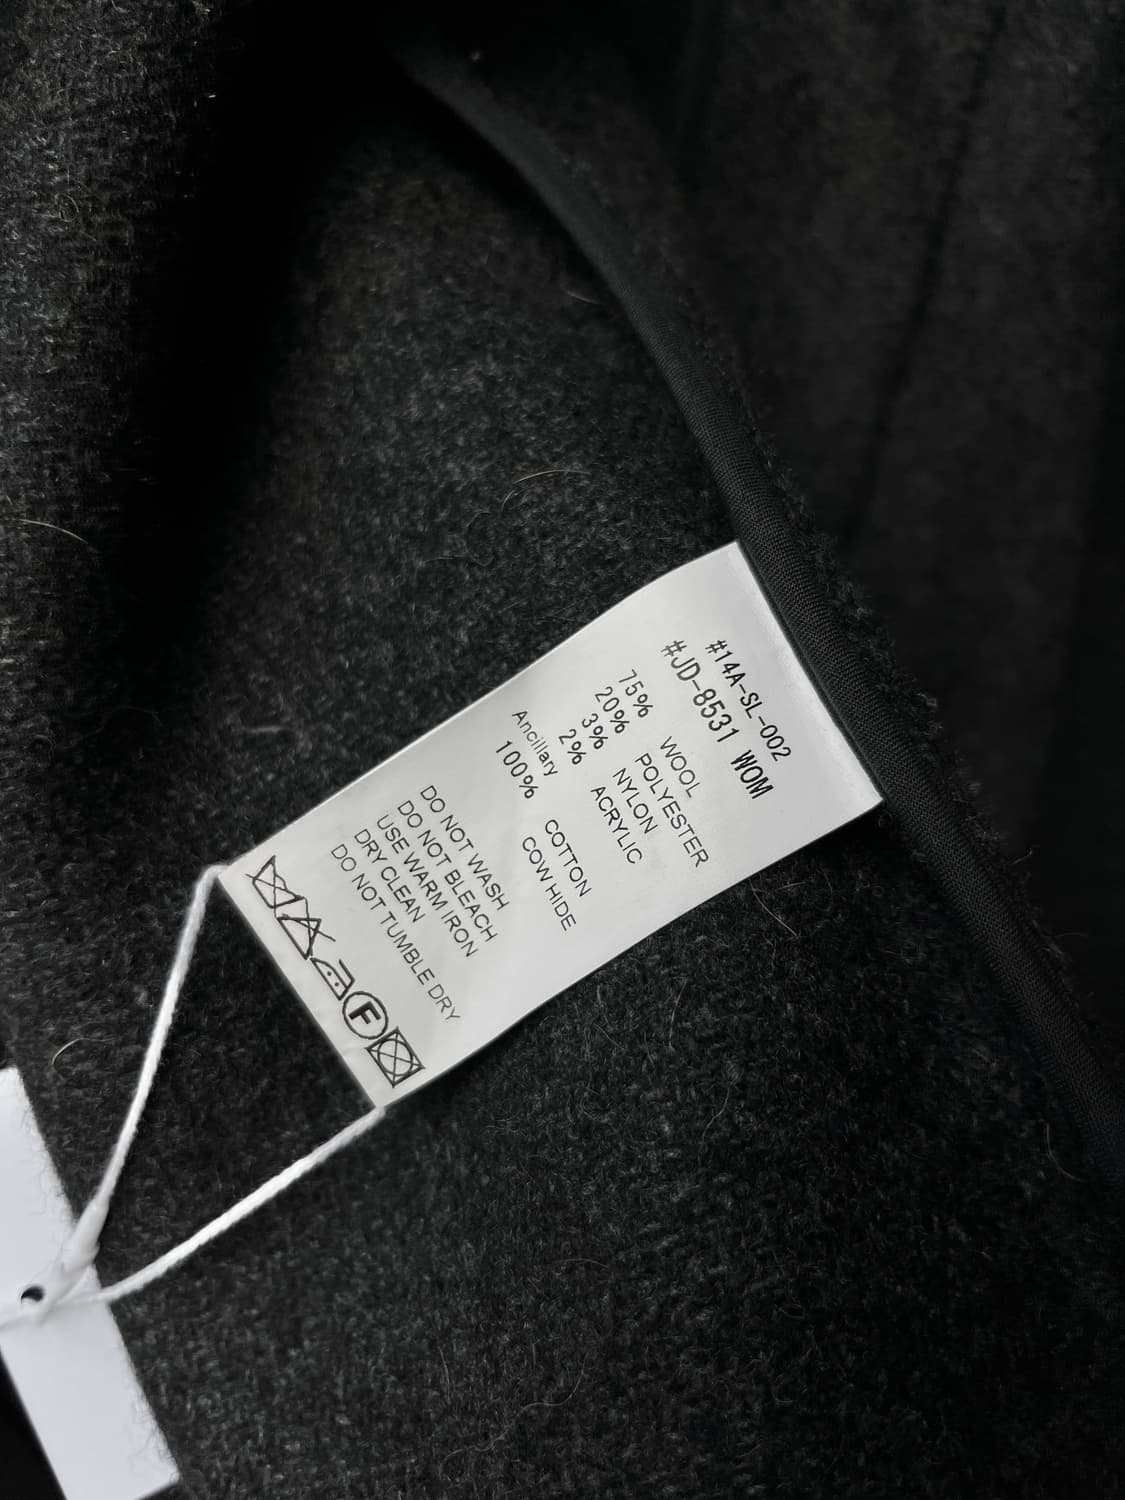 #14A-SL-002
#JD-8531 WOM
75% WOOL
20% POLYESTER
3% NYLON
2% ACRYLIC
Ancillary
100% COTTON
COW HIDE
DO NOT WASH
DO NOT BLEACH
USE WARM IRON
DRY CLEAN
DO NOT TUMBLE DRY
F